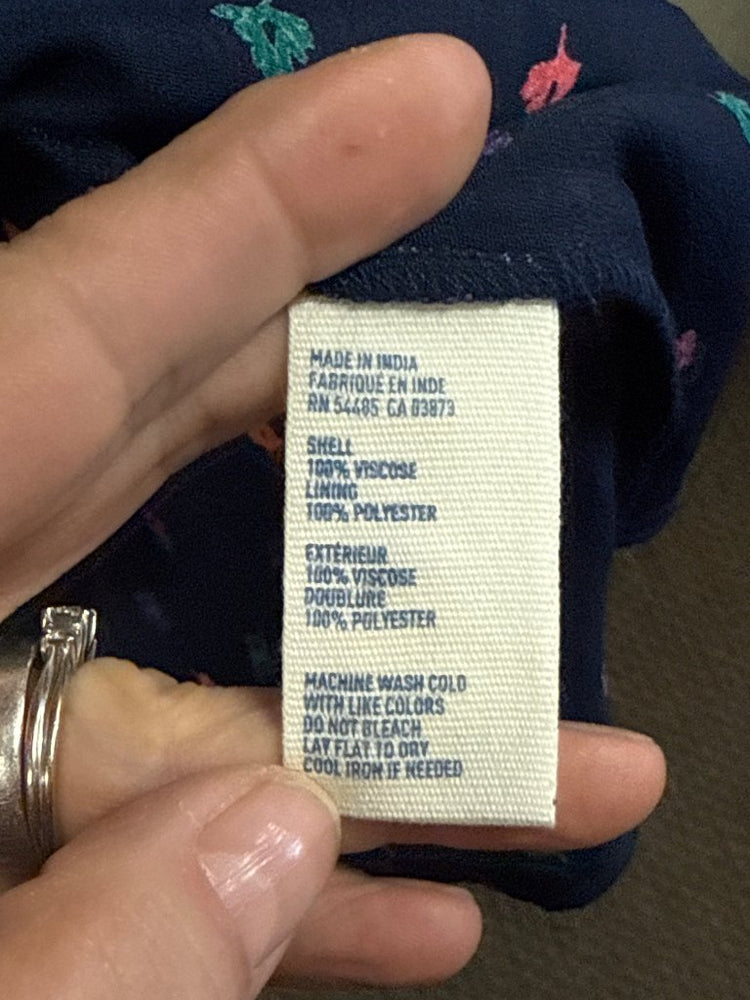 MADE IN INDIA
FABRIQUÉ EN INDE
RN 54485 CA 03873
SHELL
100% VISCOSE
LINING
100% POLYESTER
EXTÉRIEUR
100% VISCOSE
DOUBLURE
100% POLYESTER
MACHINE WASH COLD
WITH LIKE COLORS
DO NOT BLEACH
LAY FLAT TO DRY
COOL IRON IF NEEDED